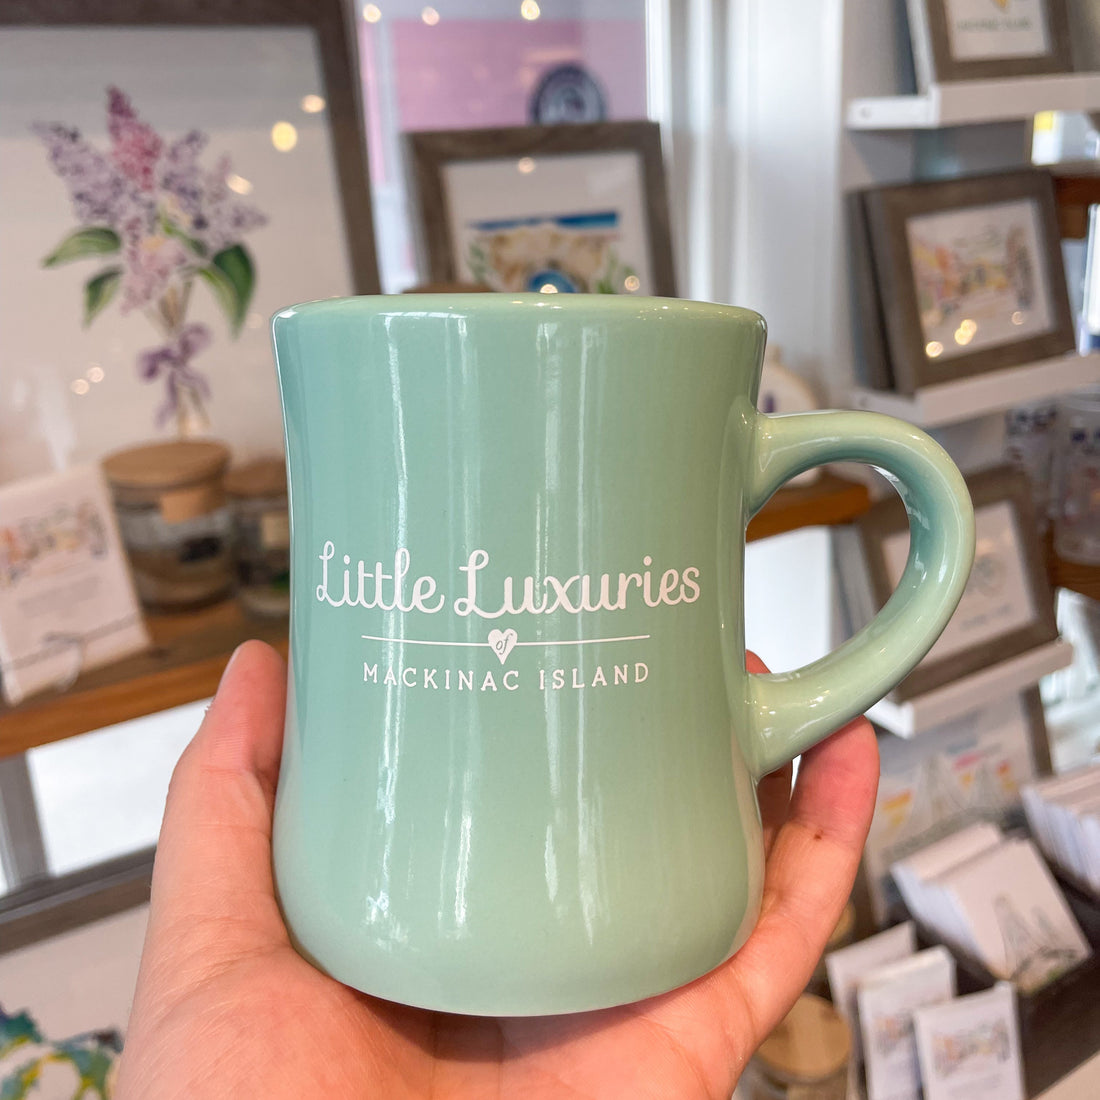 Little Luxuries
of
MACKINAC ISLAND